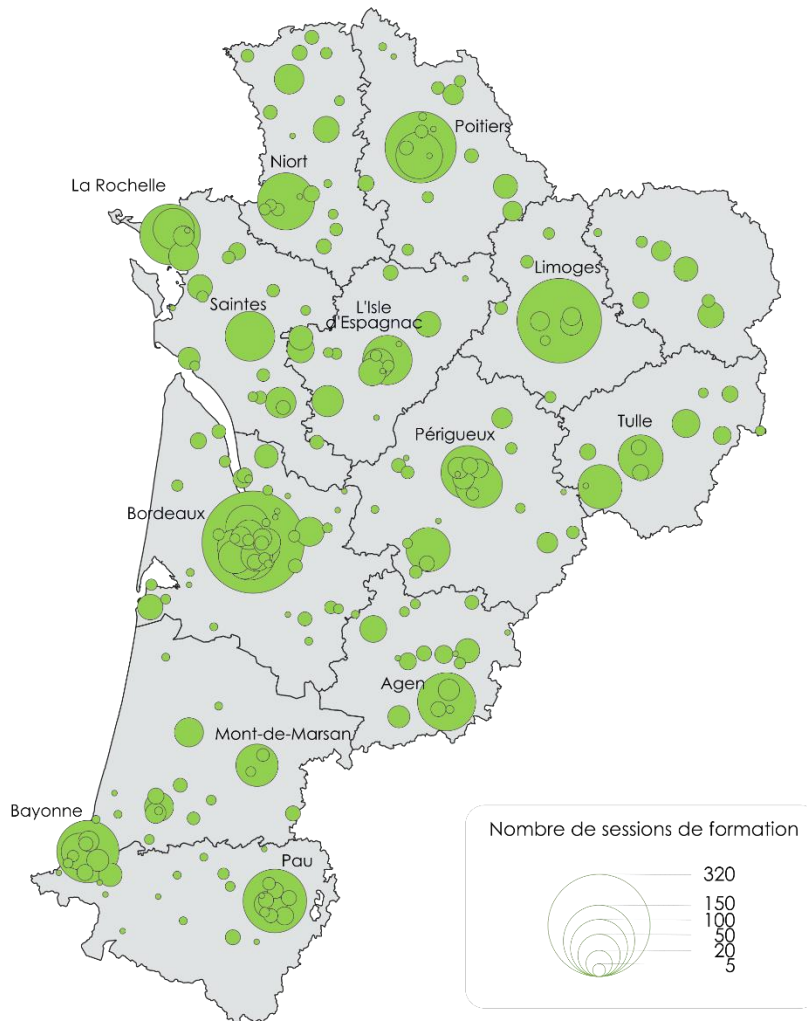 Poitiers
Niort
La Rochelle
Limoges
Saintes
L'Isle
d'Espagnac
Tulle
Périgueux
Bordeaux
Agen
Mont-de-Marsan
Bayonne
Pau
Nombre de sessions de formation
320
150
100
50
20
5